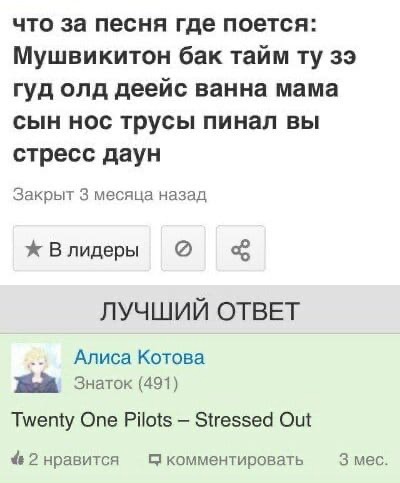 что за песня где поется:
Мушвикитон бак тайм ту зэ
гуд олд деейс ванна мама
сын нос трусы пинал вы
стресс даун
Закрыт 3 месяца назад
В лидеры
ЛУЧШИЙ ОТВЕТ
Алиса Котова
Знаток (491)
Twenty One Pilots – Stressed Out
2 нравится комментировать 3 мес.